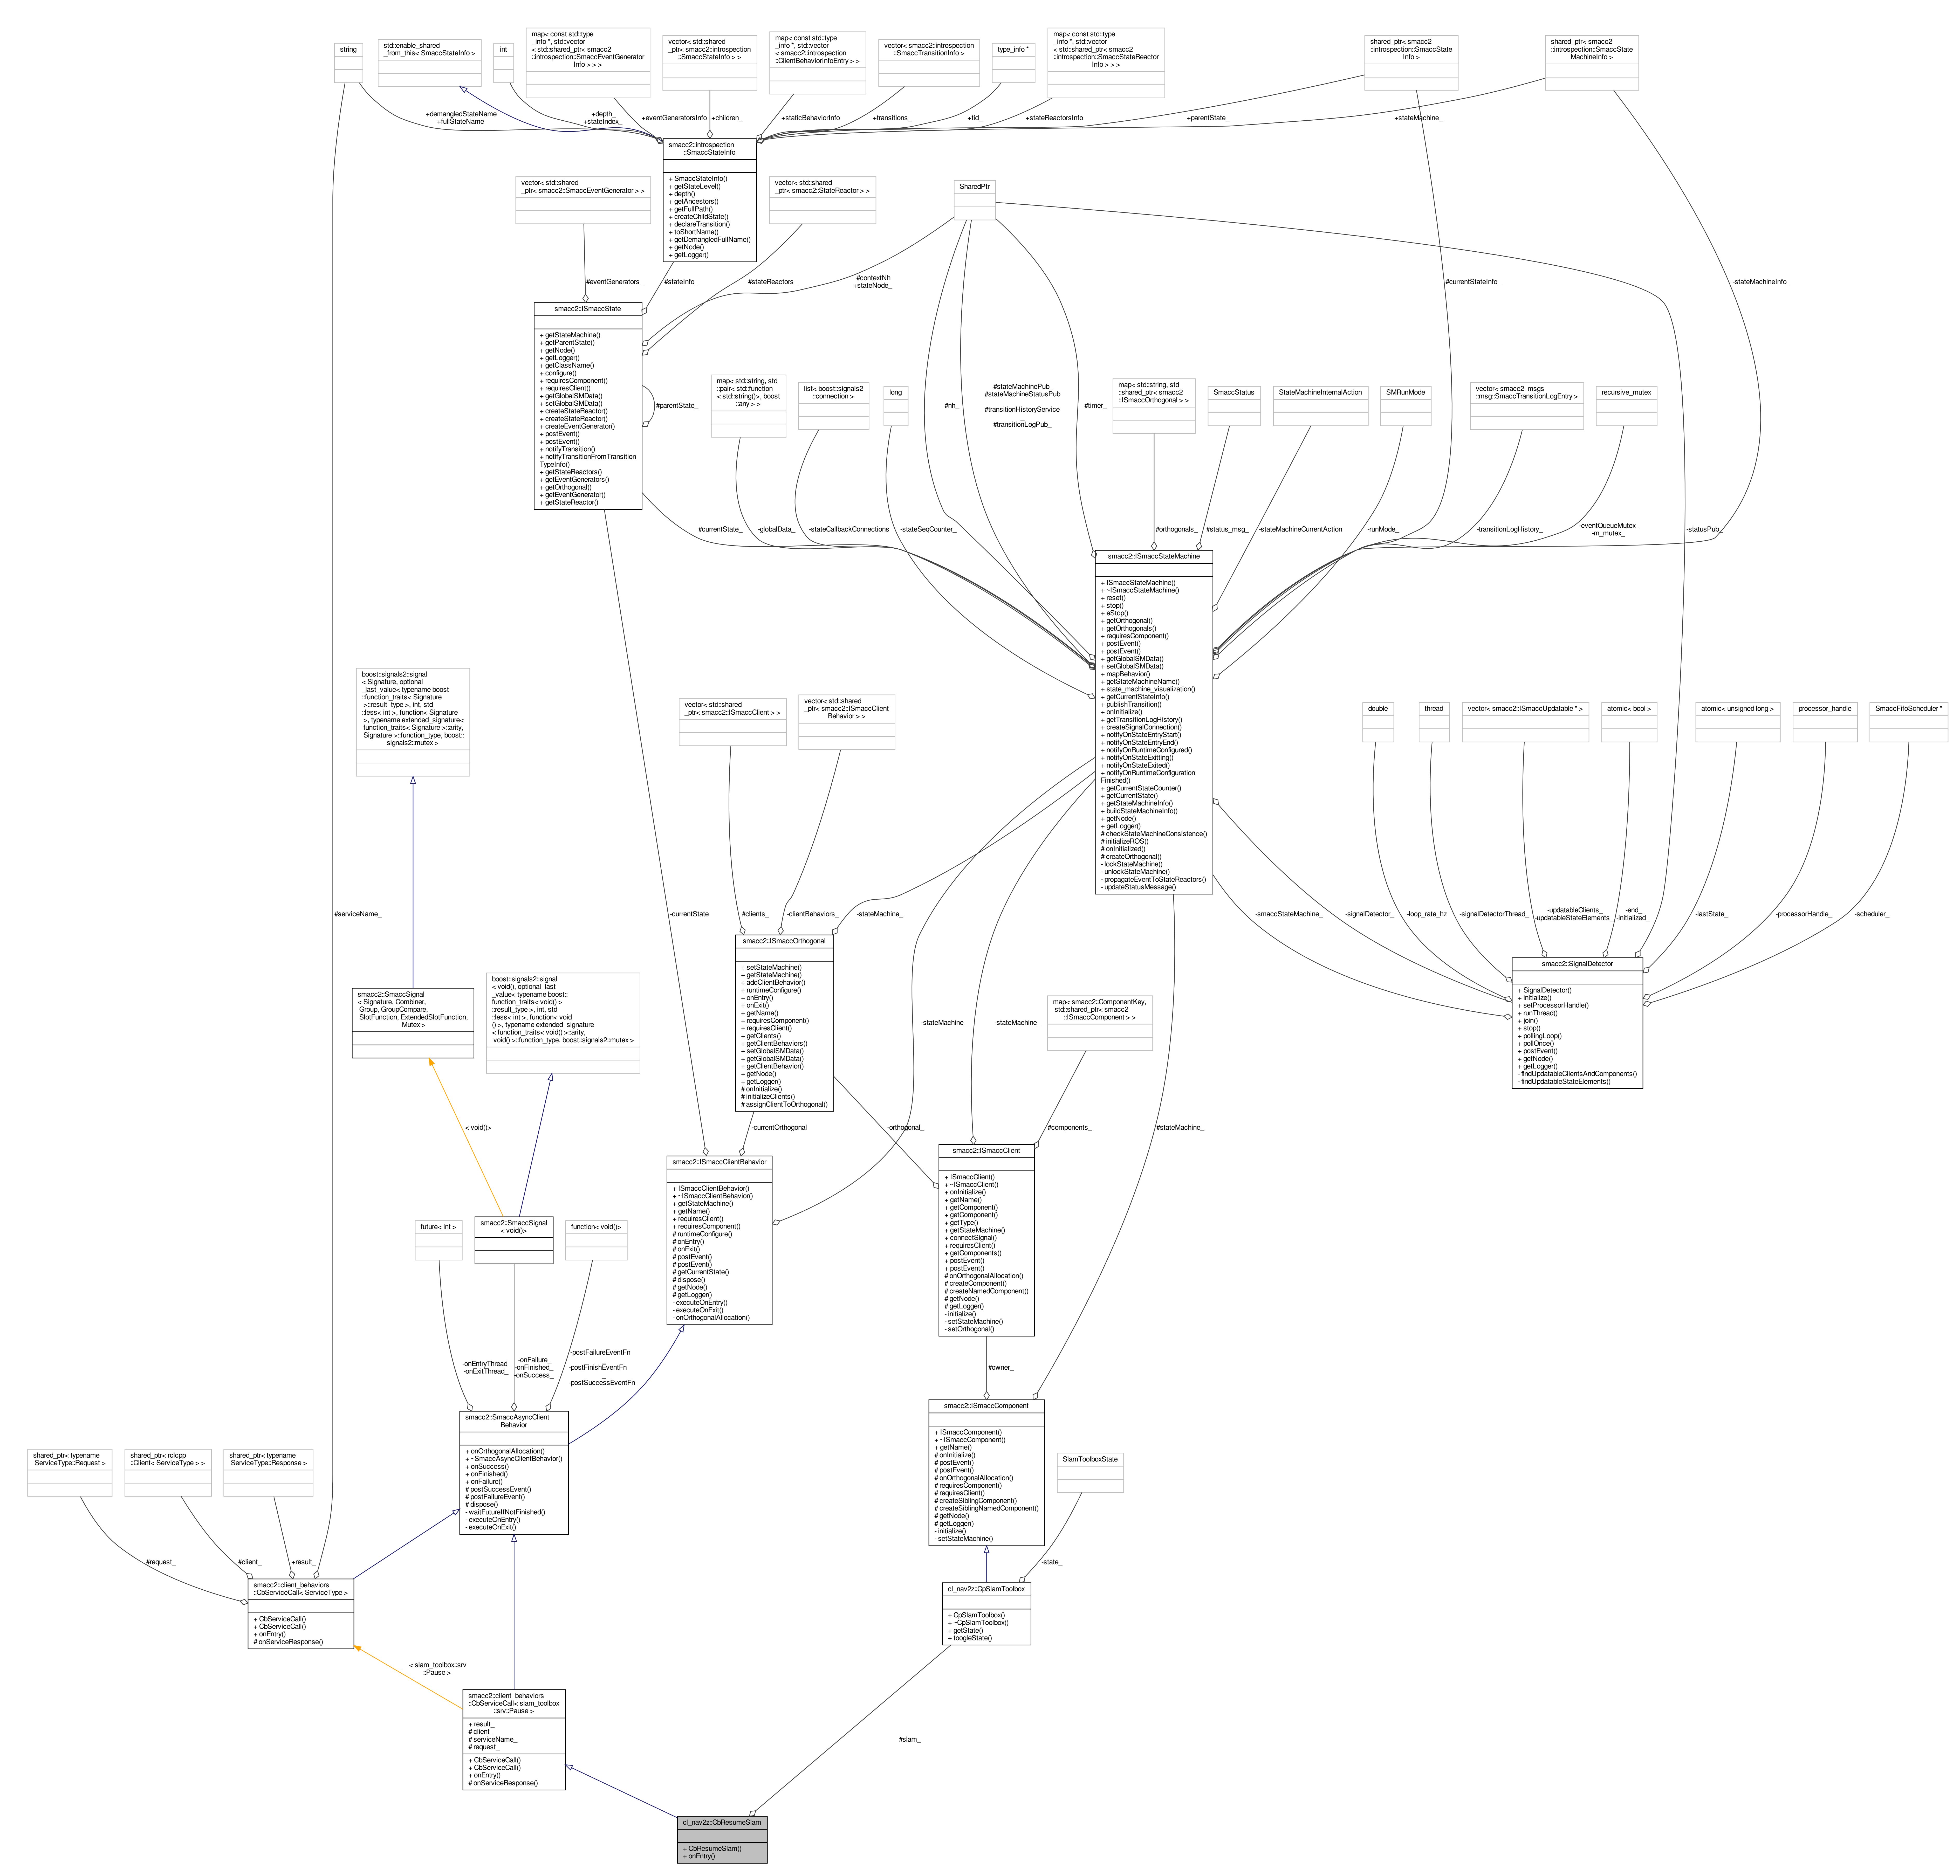 string
std::enable_shared
_from_this< SmaccStateInfo >
int
map< const std::type
_info *, std::vector
< std::shared_ptr< smacc2
::introspection::SmaccEventGenerator
Info > > >
vector< std::shared
_ptr< smacc2::introspection
::SmaccStateInfo > >
map< const std::type
_info *, std::vector
< smacc2::introspection
::ClientBehaviorInfoEntry > >
vector< smacc2::introspection
::SmaccTransitionInfo >
type_info *
map< const std::type
_info *, std::vector
< std::shared_ptr< smacc2
::introspection::SmaccStateReactor
Info > > >
shared_ptr< smacc2
::introspection::SmaccState
Info >
shared_ptr< smacc2
::introspection::SmaccState
MachineInfo >
+demangledStateName
+fullStateName
+depth_
+stateIndex_
+eventGeneratorsInfo
+children_
+staticBehaviorInfo
+transitions_
+tid_
+stateReactorsInfo
+parentState_
+stateMachine_
smacc2::introspection
::SmaccStateInfo
+ SmaccStateInfo()
+ getStateLevel()
+ depth()
+ getAncestors()
+ getFullPath()
+ createChildState()
+ declareTransition()
+ toShortName()
+ getDemangledFullName()
+ getNode()
+ getLogger()
vector< std::shared
_ptr< smacc2::SmaccEventGenerator > >
vector< std::shared
_ptr< smacc2::StateReactor > >
SharedPtr
#eventGenerators_
#stateInfo_
#stateReactors_
#contextNh
+stateNode_
#currentStateInfo_
-stateMachineInfo_
smacc2::ISmaccState
+ getStateMachine()
+ getParentState()
+ getNode()
+ getLogger()
+ getClassName()
+ configure()
+ requiresComponent()
+ requiresClient()
+ getGlobalSMData()
+ setGlobalSMData()
+ createStateReactor()
+ createStateReactor()
+ createEventGenerator()
+ postEvent()
+ postEvent()
+ notifyTransition()
+ notifyTransitionFromTransition
TypeInfo()
+ getStateReactors()
+ getEventGenerators()
+ getOrthogonal()
+ getEventGenerator()
+ getStateReactor()
#parentState_
map< std::string, std
::pair< std::function
< std::string()>, boost
::any > >
list< boost::signals2
::connection >
long
#nh_
#stateMachinePub_
#stateMachineStatusPub
_
#transitionHistoryService
_
#transitionLogPub_
#timer_
map< std::string, std
::shared_ptr< smacc2
::ISmaccOrthogonal > >
SmaccStatus
StateMachineInternalAction
SMRunMode
vector< smacc2_msgs
::msg::SmaccTransitionLogEntry >
recursive_mutex
#currentState_
-globalData_
-stateCallbackConnections
-stateSeqCounter_
#orthogonals_
#status_msg_
-stateMachineCurrentAction
-runMode_
-transitionLogHistory_
-eventQueueMutex_
-m_mutex_
-statusPub_
smacc2::ISmaccStateMachine
+ ISmaccStateMachine()
+ ~ISmaccStateMachine()
+ reset()
+ stop()
+ eStop()
+ getOrthogonal()
+ getOrthogonals()
+ requiresComponent()
+ postEvent()
+ postEvent()
+ getGlobalSMData()
+ setGlobalSMData()
+ mapBehavior()
+ getStateMachineName()
+ state_machine_visualization()
+ getCurrentStateInfo()
+ publishTransition()
+ onInitialize()
+ getTransitionLogHistory()
+ createSignalConnection()
+ notifyOnStateEntryStart()
+ notifyOnStateEntryEnd()
+ notifyOnRuntimeConfigured()
+ notifyOnStateExitting()
+ notifyOnStateExited()
+ notifyOnRuntimeConfiguration
Finished()
+ getCurrentStateCounter()
+ getCurrentState()
+ getStateMachineInfo()
+ buildStateMachineInfo()
+ getNode()
+ getLogger()
# checkStateMachineConsistence()
# initializeROS()
# onInitialized()
# createOrthogonal()
- lockStateMachine()
- unlockStateMachine()
- propagateEventToStateReactors()
- updateStatusMessage()
boost::signals2::signal
< Signature, optional
_last_value< typename boost
::function_traits< Signature
>::result_type >, int, std
::less< int >, function< Signature
>, typename extended_signature<
function_traits< Signature >::arity,
Signature >::function_type, boost::
signals2::mutex >
vector< std::shared
_ptr< smacc2::ISmaccClient > >
vector< std::shared
_ptr< smacc2::ISmaccClient
Behavior > >
double
thread
vector< smacc2::ISmaccUpdatable * >
atomic< bool >
atomic< unsigned long >
processor_handle
SmaccFifoScheduler *
#serviceName_
-currentState
#clients_
-clientBehaviors_
-stateMachine_
-smaccStateMachine_
-signalDetector_
-loop_rate_hz
-signalDetectorThread_
-updatableClients_
-updatableStateElements_
-end_
-initialized_
-lastState_
-processorHandle_
-scheduler_
smacc2::ISmaccOrthogonal
+ setStateMachine()
+ getStateMachine()
+ addClientBehavior()
+ runtimeConfigure()
+ onEntry()
+ onExit()
+ getName()
+ requiresComponent()
+ requiresClient()
+ getClients()
+ getClientBehaviors()
+ setGlobalSMData()
+ getGlobalSMData()
+ getClientBehavior()
+ getNode()
+ getLogger()
# onInitialize()
# initializeClients()
# assignClientToOrthogonal()
smacc2::SignalDetector
+ SignalDetector()
+ initialize()
+ setProcessorHandle()
+ runThread()
+ join()
+ stop()
+ pollingLoop()
+ pollOnce()
+ postEvent()
+ getNode()
+ getLogger()
- findUpdatableClientsAndComponents()
- findUpdatableStateElements()
smacc2::SmaccSignal
< Signature, Combiner,
Group, GroupCompare,
SlotFunction, ExtendedSlotFunction,
Mutex >
boost::signals2::signal
< void(), optional_last
_value< typename boost::
function_traits< void() >
::result_type >, int, std
::less< int >, function< void
() >, typename extended_signature
< function_traits< void() >::arity,
void() >::function_type, boost::signals2::mutex >
map< smacc2::ComponentKey,
std::shared_ptr< smacc2
::ISmaccComponent > >
-stateMachine_
-stateMachine_
< void()>
-currentOrthogonal
-orthogonal_
#components_
#stateMachine_
smacc2::ISmaccClientBehavior
+ ISmaccClientBehavior()
+ ~ISmaccClientBehavior()
+ getStateMachine()
+ getName()
+ requiresClient()
+ requiresComponent()
# runtimeConfigure()
# onEntry()
# onExit()
# postEvent()
# postEvent()
# getCurrentState()
# dispose()
# getNode()
# getLogger()
- executeOnEntry()
- executeOnExit()
- onOrthogonalAllocation()
smacc2::ISmaccClient
+ ISmaccClient()
+ ~ISmaccClient()
+ onInitialize()
+ getName()
+ getComponent()
+ getComponent()
+ getType()
+ getStateMachine()
+ connectSignal()
+ requiresClient()
+ getComponents()
+ postEvent()
+ postEvent()
# onOrthogonalAllocation()
# createComponent()
# createNamedComponent()
# getNode()
# getLogger()
- initialize()
- setStateMachine()
- setOrthogonal()
future< int >
smacc2::SmaccSignal
< void()>
function< void()>
-onEntryThread_
-onExitThread_
-onFailure_
-onFinished_
-onSuccess_
-postFailureEventFn
_
-postFinishEventFn
_
-postSuccessEventFn_
#owner_
smacc2::SmaccAsyncClient
Behavior
+ onOrthogonalAllocation()
+ ~SmaccAsyncClientBehavior()
+ onSuccess()
+ onFinished()
+ onFailure()
# postSuccessEvent()
# postFailureEvent()
# dispose()
- waitFutureIfNotFinished()
- executeOnEntry()
- executeOnExit()
smacc2::ISmaccComponent
+ ISmaccComponent()
+ ~ISmaccComponent()
+ getName()
# onInitialize()
# postEvent()
# postEvent()
# onOrthogonalAllocation()
# requiresComponent()
# requiresClient()
# createSiblingComponent()
# createSiblingNamedComponent()
# getNode()
# getLogger()
- initialize()
- setStateMachine()
shared_ptr< typename
ServiceType::Request >
shared_ptr< rclcpp
::Client< ServiceType > >
shared_ptr< typename
ServiceType::Response >
SlamToolboxState
#request_
#client_
+result_
-state_
smacc2::client_behaviors
::CbServiceCall< ServiceType >
+ CbServiceCall()
+ CbServiceCall()
+ onEntry()
# onServiceResponse()
cl_nav2z::CpSlamToolbox
+ CpSlamToolbox()
+ ~CpSlamToolbox()
+ getState()
+ toogleState()
< slam_toolbox::srv
::Pause >
smacc2::client_behaviors
::CbServiceCall< slam_toolbox
::srv::Pause >
+ result_
# client_
# serviceName_
# request_
+ CbServiceCall()
+ CbServiceCall()
+ onEntry()
# onServiceResponse()
#slam_
cl_nav2z::CbResumeSlam
+ CbResumeSlam()
+ onEntry()